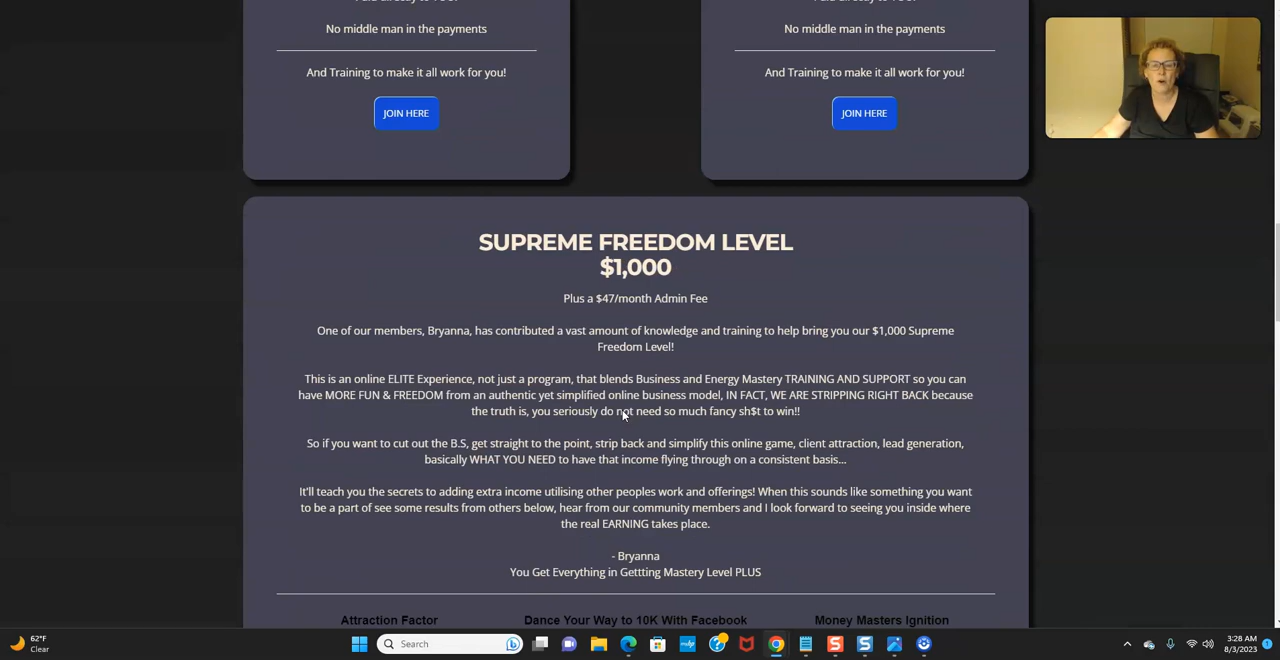 No middle man in the payments
And Training to make it all work for you!
JOIN HERE
No middle man in the payments
And Training to make it all work for you!
JOIN HERE
SUPREME FREEDOM LEVEL
$1,000
Plus a $47/month Admin Fee
One of our members, Bryanna, has contributed a vast amount of knowledge and training to help bring you our $1,000 Supreme
Freedom Level!
This is an online ELITE Experience, not just a program, that blends Business and Energy Mastery TRAINING AND SUPPORT so you can
have MORE FUN & FREEDOM from an authentic yet simplified online business model, IN FACT, WE ARE STRIPPING RIGHT BACK because
the truth is, you seriously do not need so much fancy sh$t to win!!
So if you want to cut out the B.S, get straight to the point, strip back and simplify this online game, client attraction, lead generation,
basically WHAT YOU NEED to have that income flying through on a consistent basis...
It'll teach you the secrets to adding extra income utilising other peoples work and offerings! When this sounds like something you want
to be a part of see some results from others below, hear from our community members and I look forward to seeing you inside where
the real EARNING takes place.
- Bryanna
You Get Everything in Gettting Mastery Level PLUS
Attraction Factor
Dance Your Way to 10K With Facebook
Money Masters Ignition
62°F
Clear
Search
3:28 AM
8/3/2023